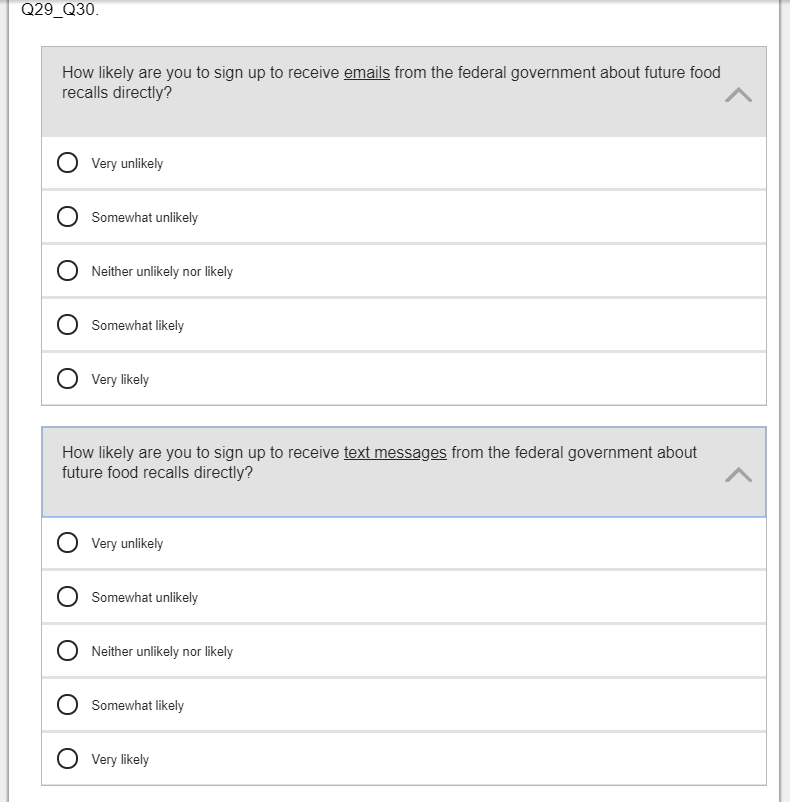 Q29_Q30.
How likely are you to sign up to receive emails from the federal government about future food
recalls directly?
Very unlikely
Somewhat unlikely
Neither unlikely nor likely
Somewhat likely
Very likely
How likely are you to sign up to receive text messages from the federal government about
future food recalls directly?
Very unlikely
Somewhat unlikely
Neither unlikely nor likely
Somewhat likely
Very likely